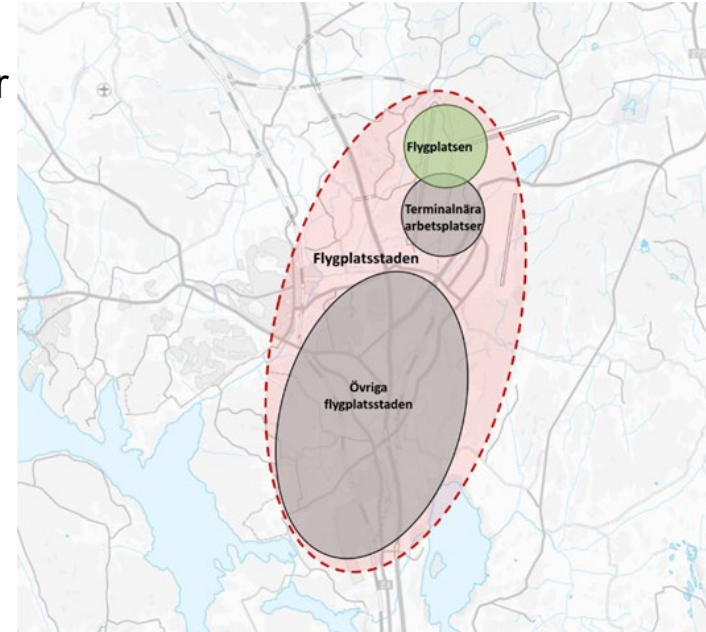 r
Flygplatsen
Terminalnära
arbetsplatser
Flygplatsstaden
Övriga
flygplatsstaden